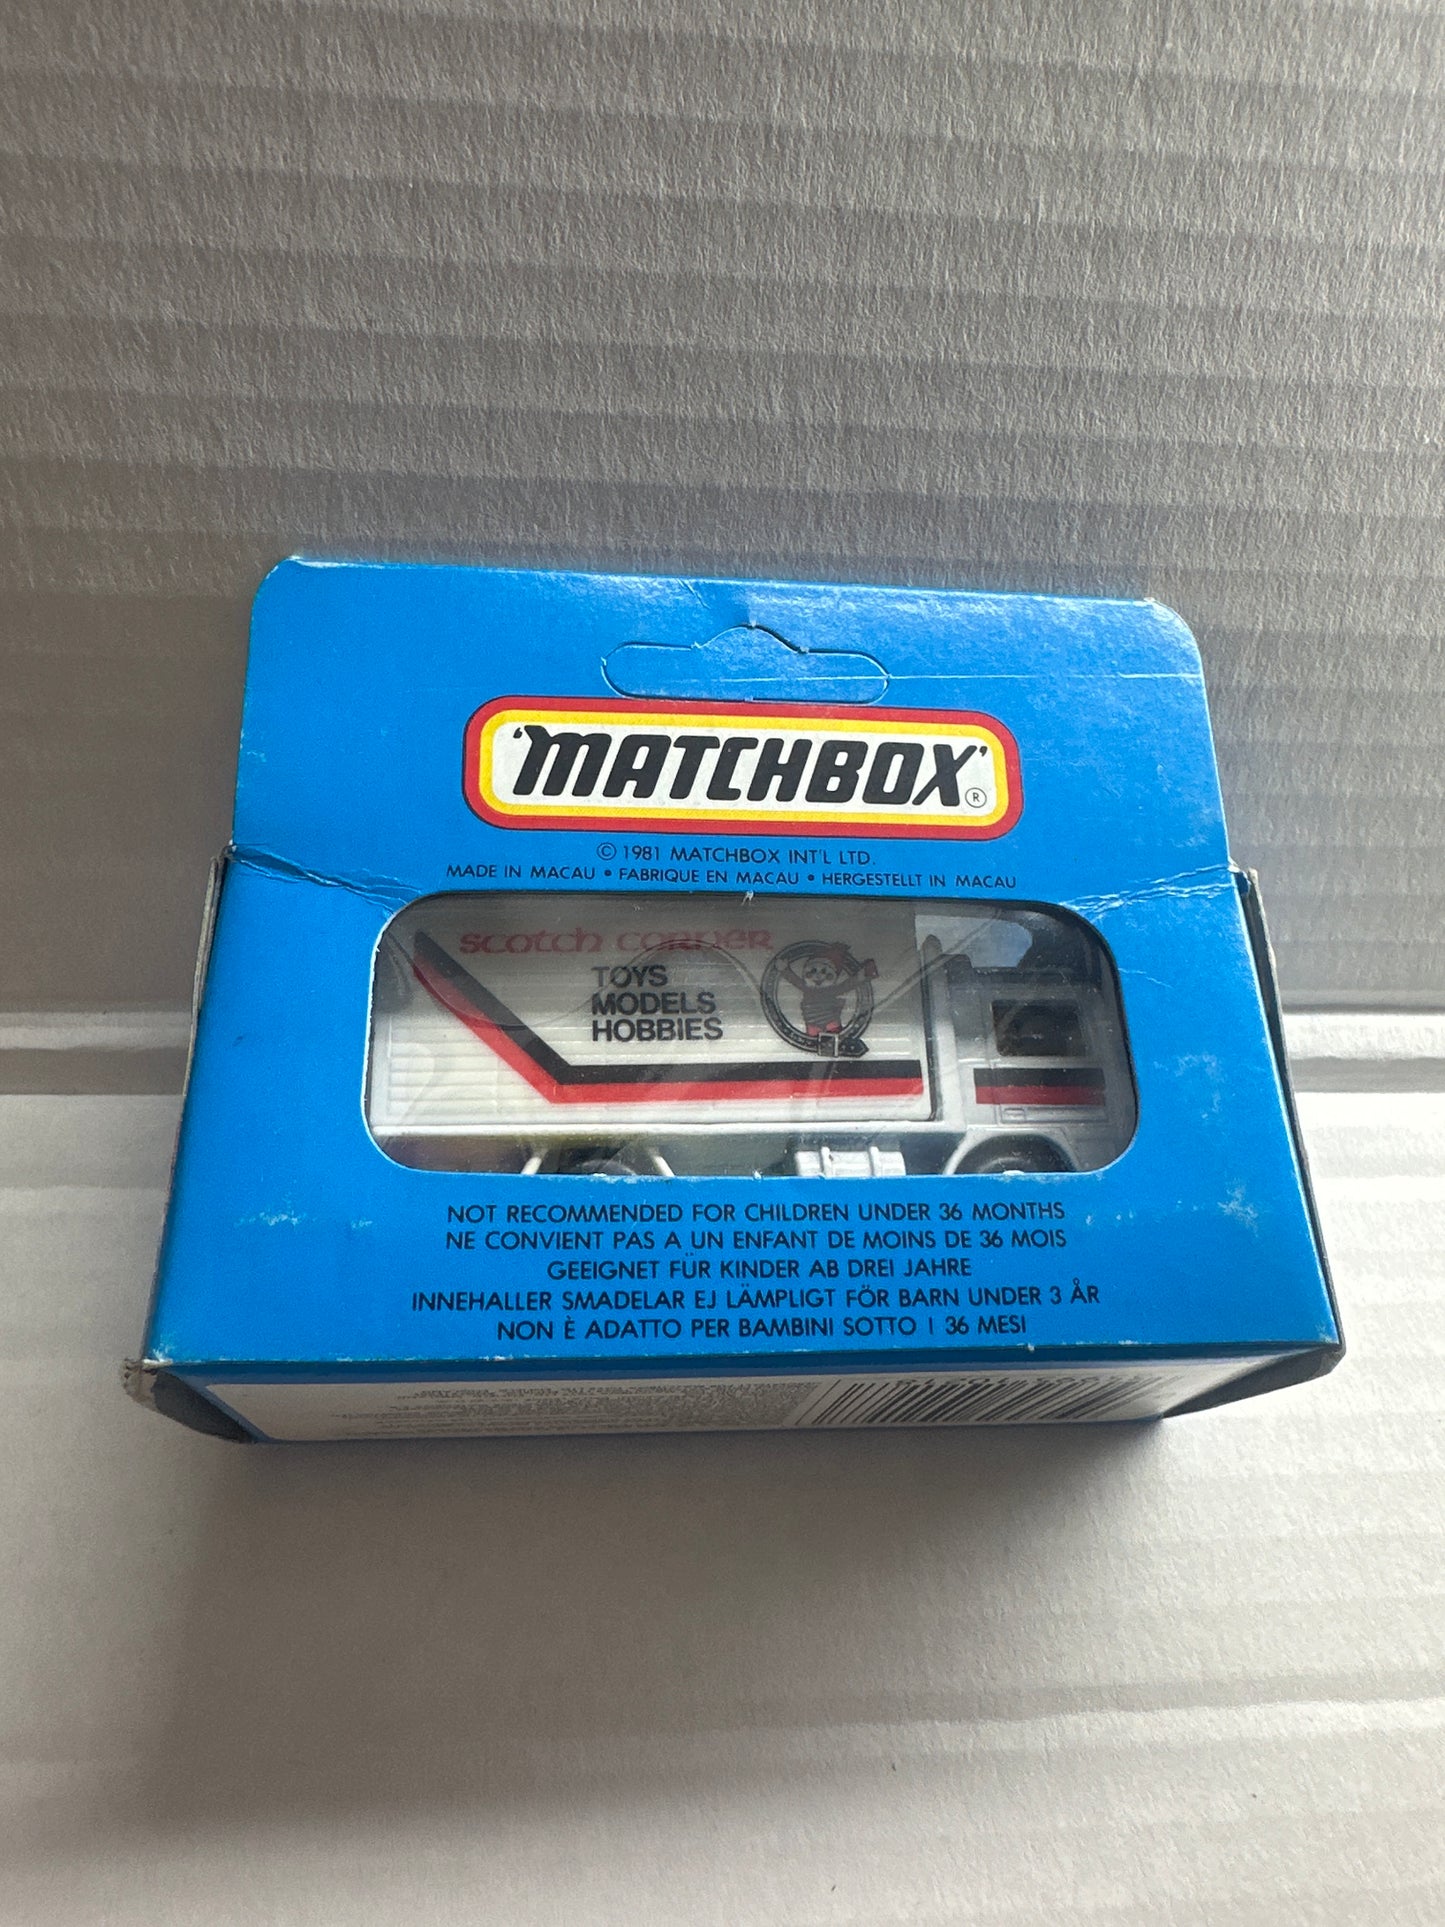 'MATCHBOX'®
© 1981 MATCHBOX INT'L LTD.
MADE IN MACAU • FABRIQUE EN MACAU • HERGESTELLT IN MACAU
SCOTCH CORNER
TOYS
MODELS
HOBBIES
NOT RECOMMENDED FOR CHILDREN UNDER 36 MONTHS
NE CONVIENT PAS A UN ENFANT DE MOINS DE 36 MOIS
GEEIGNET FÜR KINDER AB DREI JAHRE
INNEHALLER SMADELAR EJ LÄMPLIGT FÖR BARN UNDER 3 ÅR
NON È ADATTO PER BAMBINI SOTTO I 36 MESI